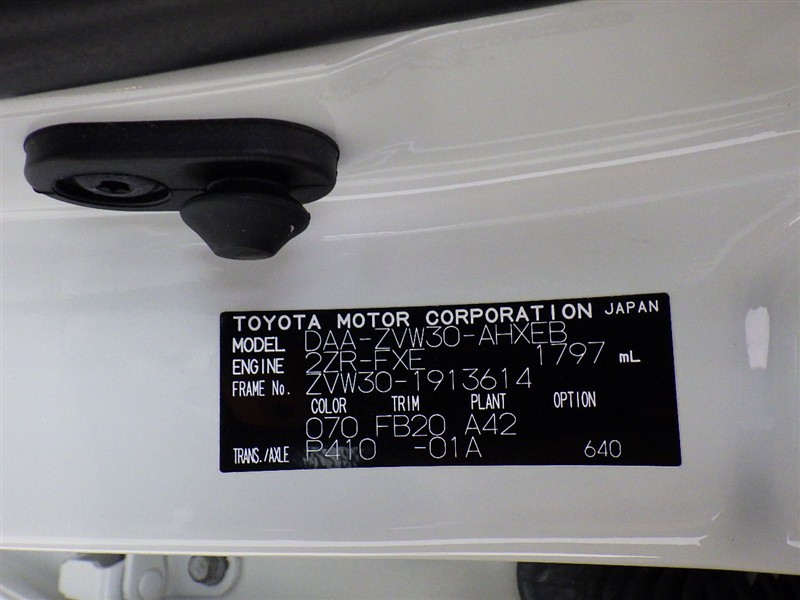 TOYOTA MOTOR CORPORATION JAPAN
MODEL DAA-ZVW30-AHXEB
ENGINE 2ZR-FXE 1797 mL
FRAME No. ZVW30-1913614
COLOR TRIM PLANT OPTION
070 FB20 A42
TRANS./AXLE P410 -01A 640